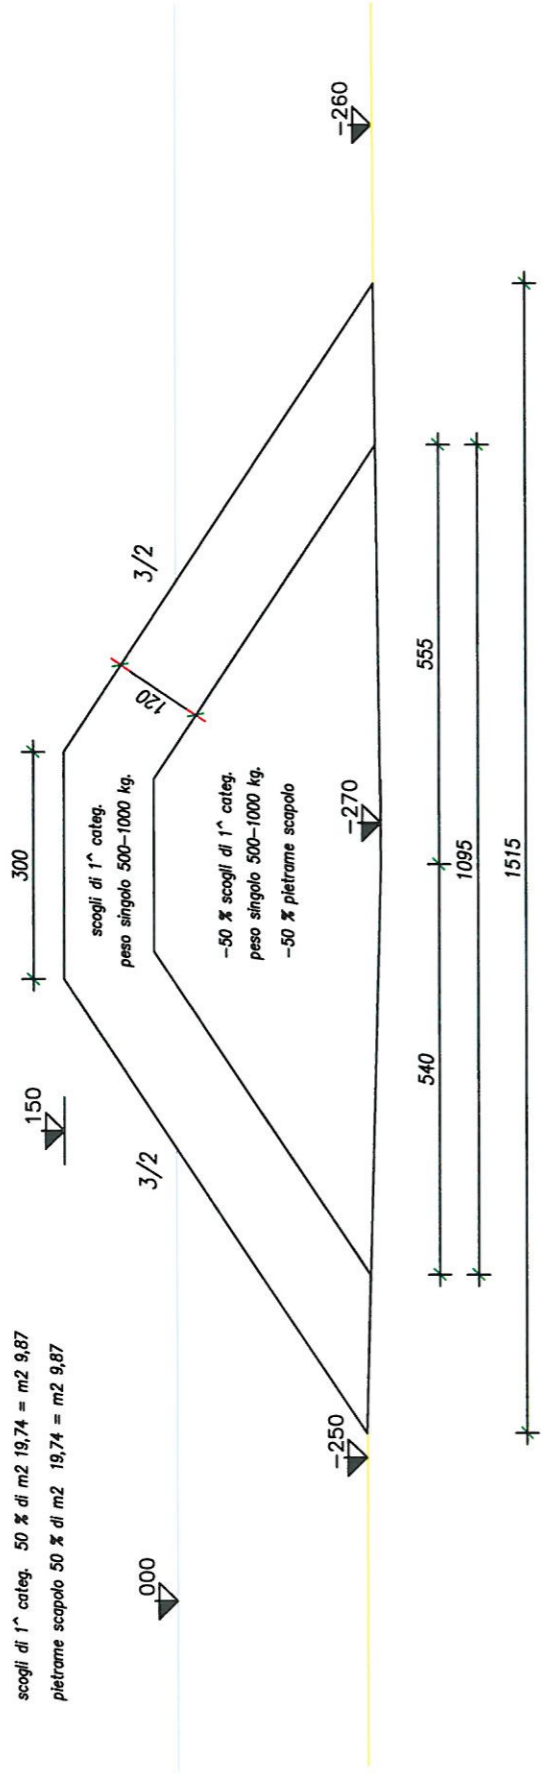 scogli di 1^ categ. 50 % di m2 19,74 = m2 9,87
pietrame scapolo 50 % di m2 19,74 = m2 9,87
300
150
scogli di 1^ categ.
peso singolo 500-1000 kg.
120
3/2
3/2
000
-50 % scogli di 1^ categ.
peso singolo 500-1000 kg.
-50 % pietrame scapolo
-250
-270
-260
540
555
1095
1515